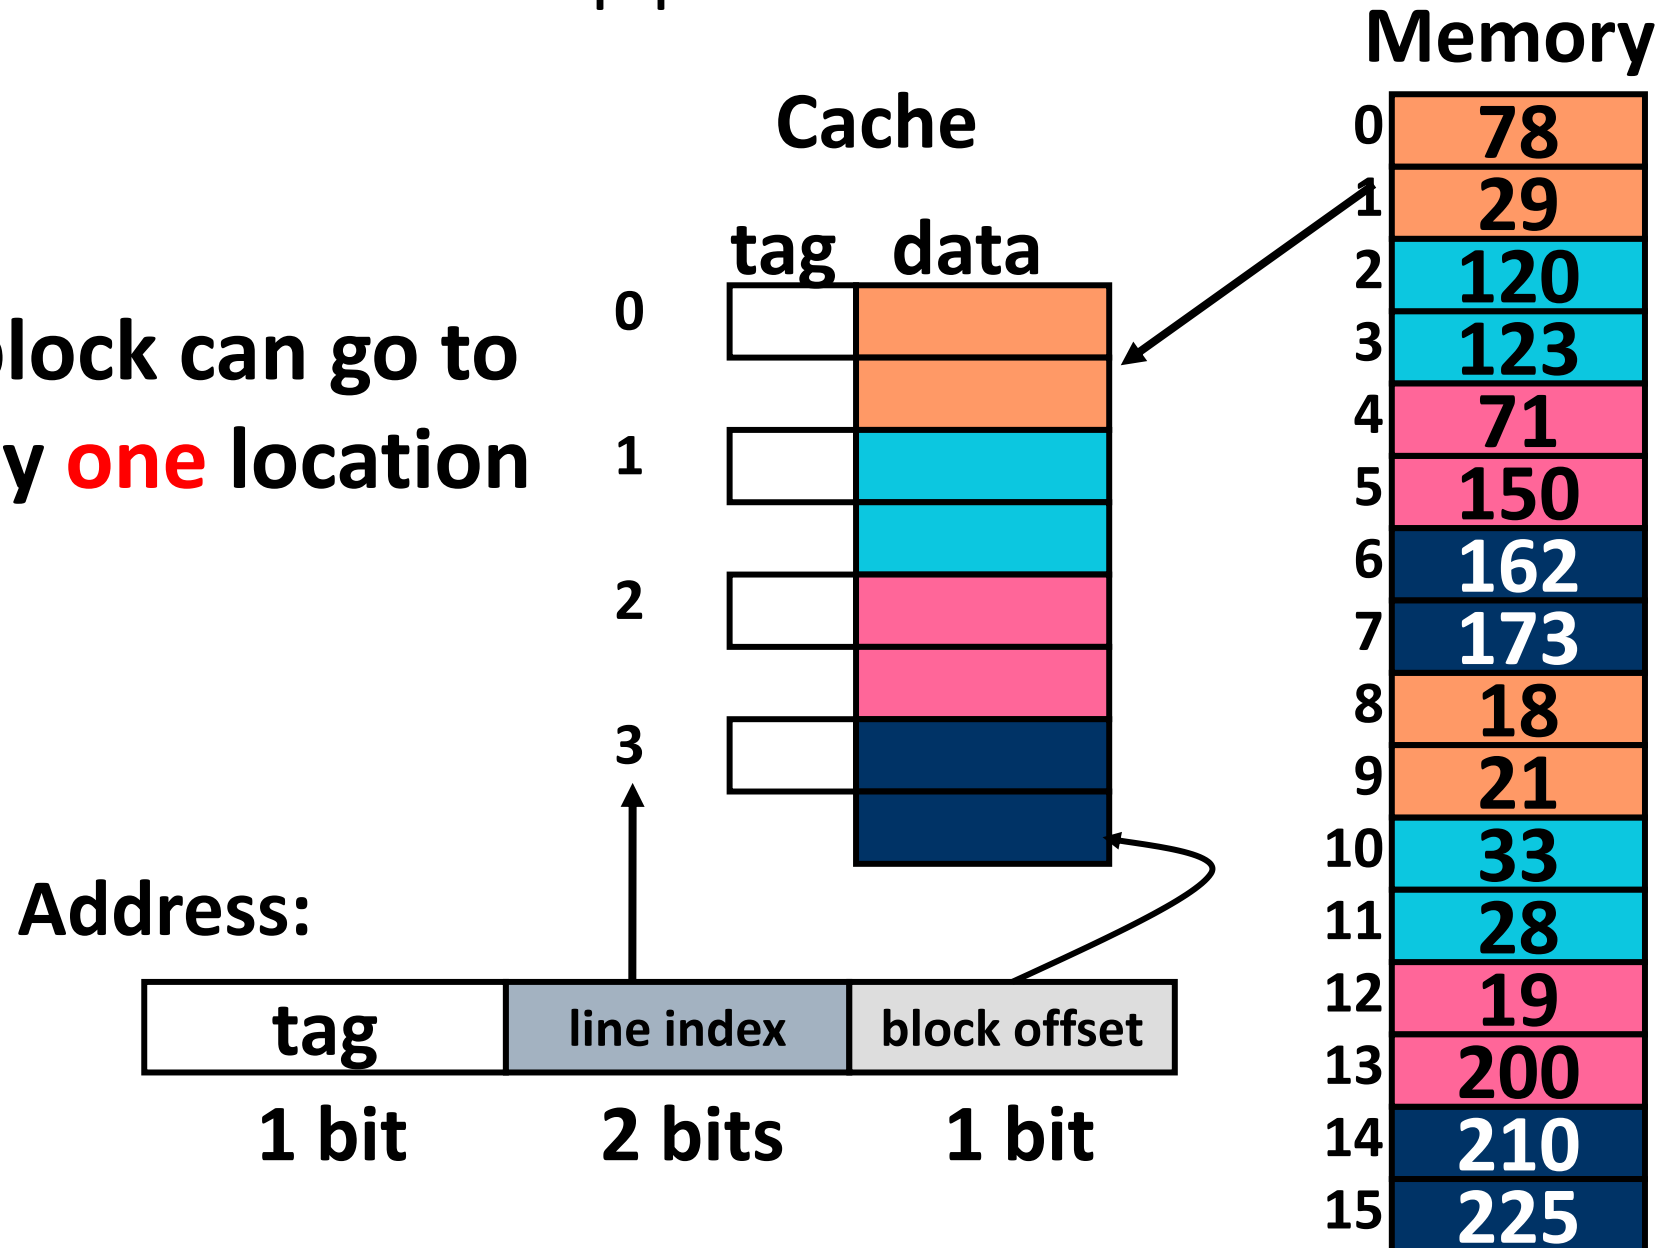 Memory
Cache
tag data
0
1
2
3
can go to
one location
0 78
1 29
2 120
3 123
4 71
5 150
6 162
7 173
8 18
9 21
10 33
11 28
12 19
13 200
14 210
15 225
Address:
tag line index block offset
1 bit 2 bits 1 bit